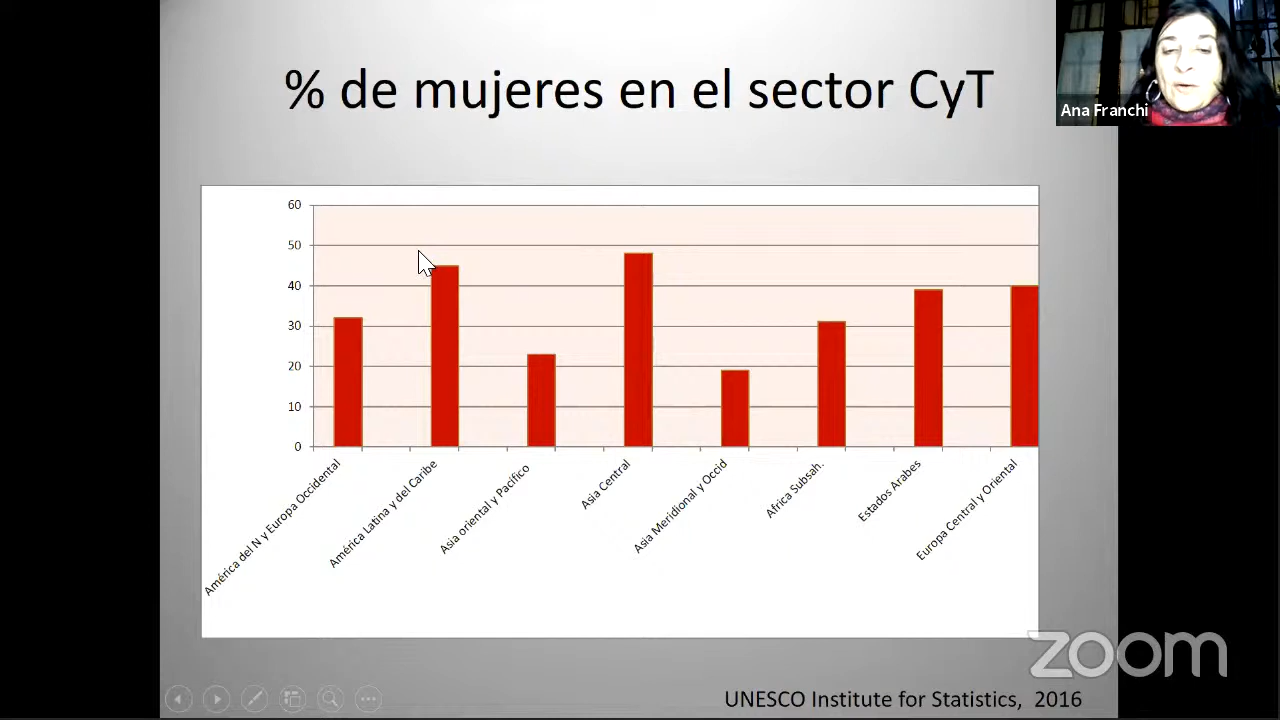 % de mujeres en el sector CyT
Ana Franchi
60
50
40
30
20
10
0
América del N y Europa Occidental
América Latina y del Caribe
Asia oriental y Pacífico
Asia Central
Asia Meridional y Occid
Africa Subsah.
Estados Arabes
Europa Central y Oriental
zoom
UNESCO Institute for Statistics, 2016